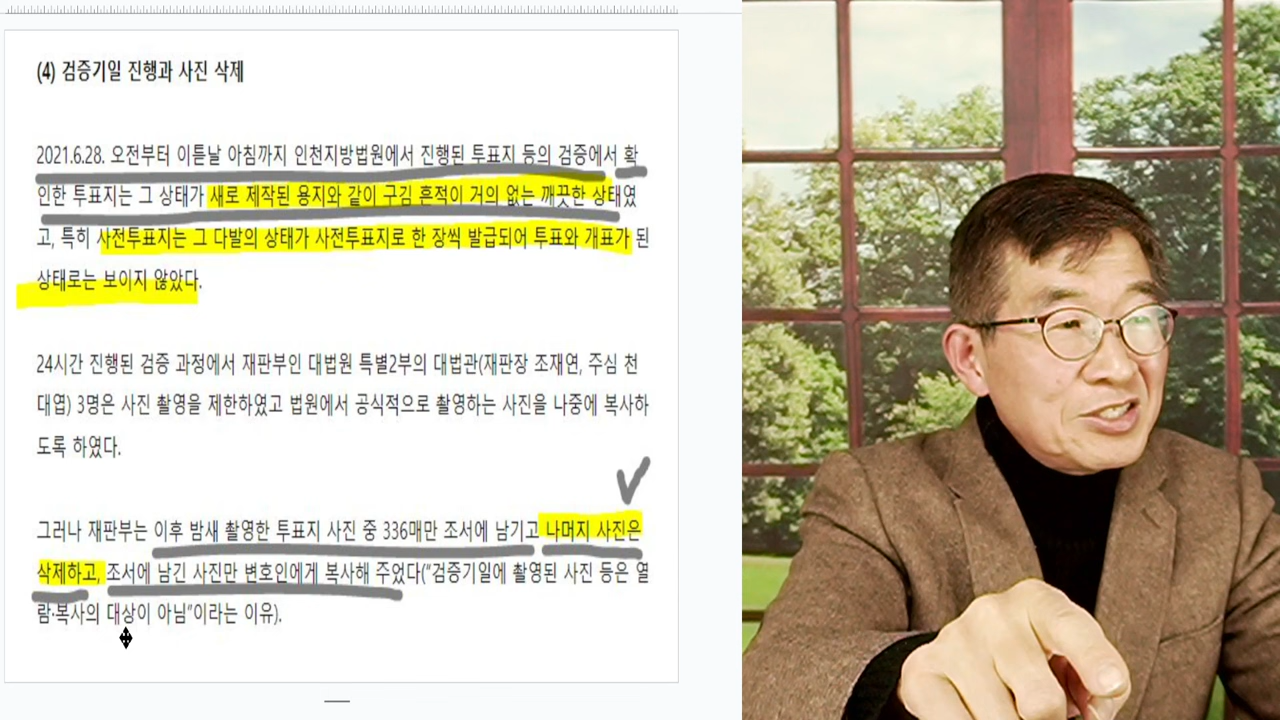 (4) 검증기일 진행과 사진 삭제
2021.6.28. 오전부터 이튿날 아침까지 인천지방법원에서 진행된 투표지 등의 검증에서 확
인한 투표지는 그 상태가 새로 제작된 용지와 같이 구김 흔적이 거의 없는 깨끗한 상태였
고, 특히 사전투표지는 그 다발의 상태가 사전투표지로 한 장씩 발급되어 투표와 개표가 된
상태로는 보이지 않았다.
24시간 진행된 검증 과정에서 재판부인 대법원 특별2부의 대법관(재판장 조재연, 주심 천
대엽) 3명은 사진 촬영을 제한하였고 법원에서 공식적으로 촬영하는 사진을 나중에 복사하
도록 하였다.
그러나 재판부는 이후 밤새 촬영한 투표지 사진 중 336매만 조서에 남기고 나머지 사진은
삭제하고, 조서에 남긴 사진만 변호인에게 복사해 주었다("검증기일에 촬영된 사진 등은 열
람·복사의 대상이 아님"이라는 이유).